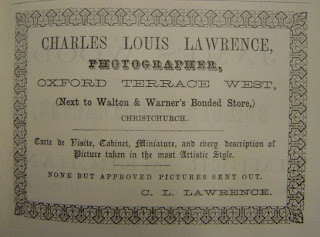 CHARLES LOUIS LAWRENCE,
PHOTOGRAPHER,
OXFORD TERRACE WEST,
(Next to Walton & Warner's Bonded Store,)
CHRISTCHURCH.
Carte de Visite, Cabinet, Miniature, and every description of
Picture taken in the most Artistic Style.
NONE BUT APPROVED PICTURES SENT OUT.
C. L. LAWRENCE.